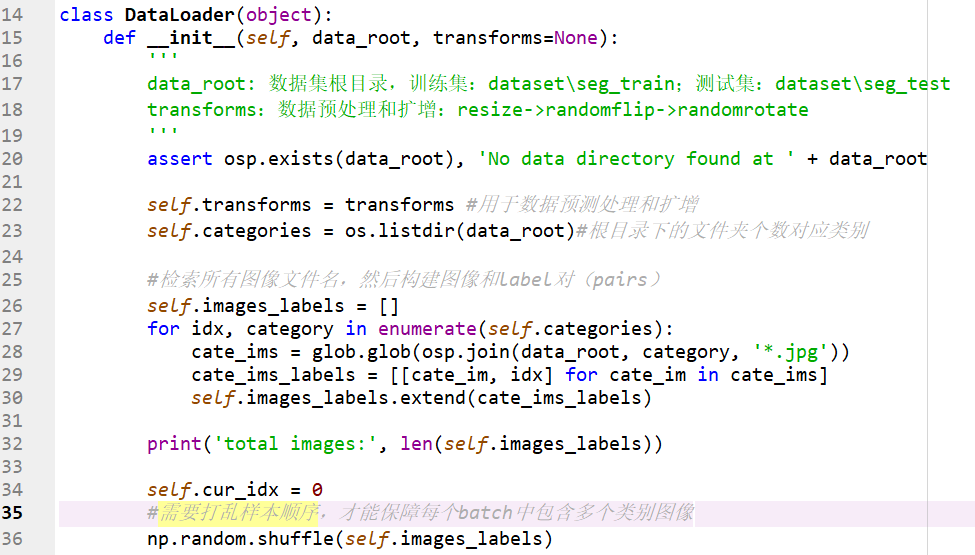 14 class DataLoader(object):
15     def __init__(self, data_root, transforms=None):
16         '''
17         data_root: 数据集根目录，训练集：dataset\seg_train；测试集：dataset\seg_test
18         transforms：数据预处理和扩增：resize->randomflip->randomrotate
19         '''
20         assert osp.exists(data_root), 'No data directory found at ' + data_root
21
22         self.transforms = transforms #用于数据预测处理和扩增
23         self.categories = os.listdir(data_root)#根目录下的文件夹个数对应类别
24
25         #检索所有图像文件名，然后构建图像和label对（pairs）
26         self.images_labels = []
27         for idx, category in enumerate(self.categories):
28             cate_ims = glob.glob(osp.join(data_root, category, '*.jpg'))
29             cate_ims_labels = [[cate_im, idx] for cate_im in cate_ims]
30             self.images_labels.extend(cate_ims_labels)
31
32         print('total images:', len(self.images_labels))
33
34         self.cur_idx = 0
35         #需要打乱样本顺序，才能保障每个batch中包含多个类别图像
36         np.random.shuffle(self.images_labels)